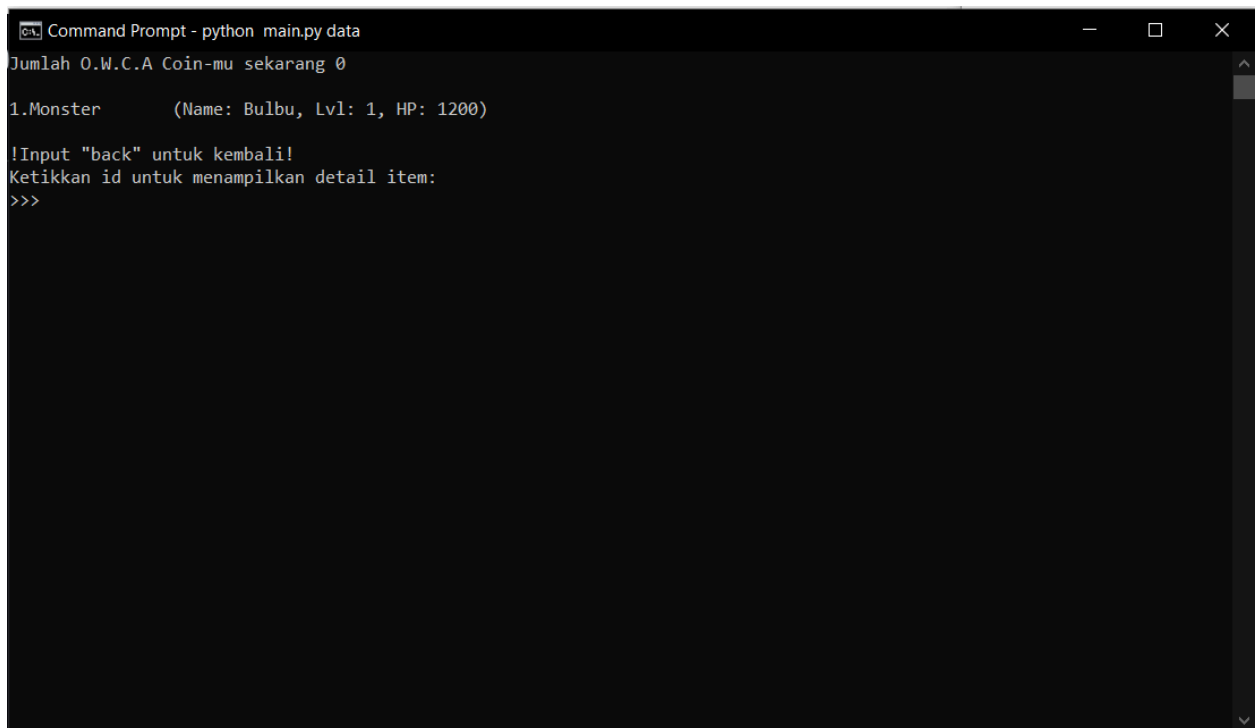 Command Prompt - python main.py data
Jumlah O.W.C.A Coin-mu sekarang 0
1.Monster (Name: Bulbu, Lvl: 1, HP: 1200)
!Input "back" untuk kembali!
Ketikkan id untuk menampilkan detail item:
>>>